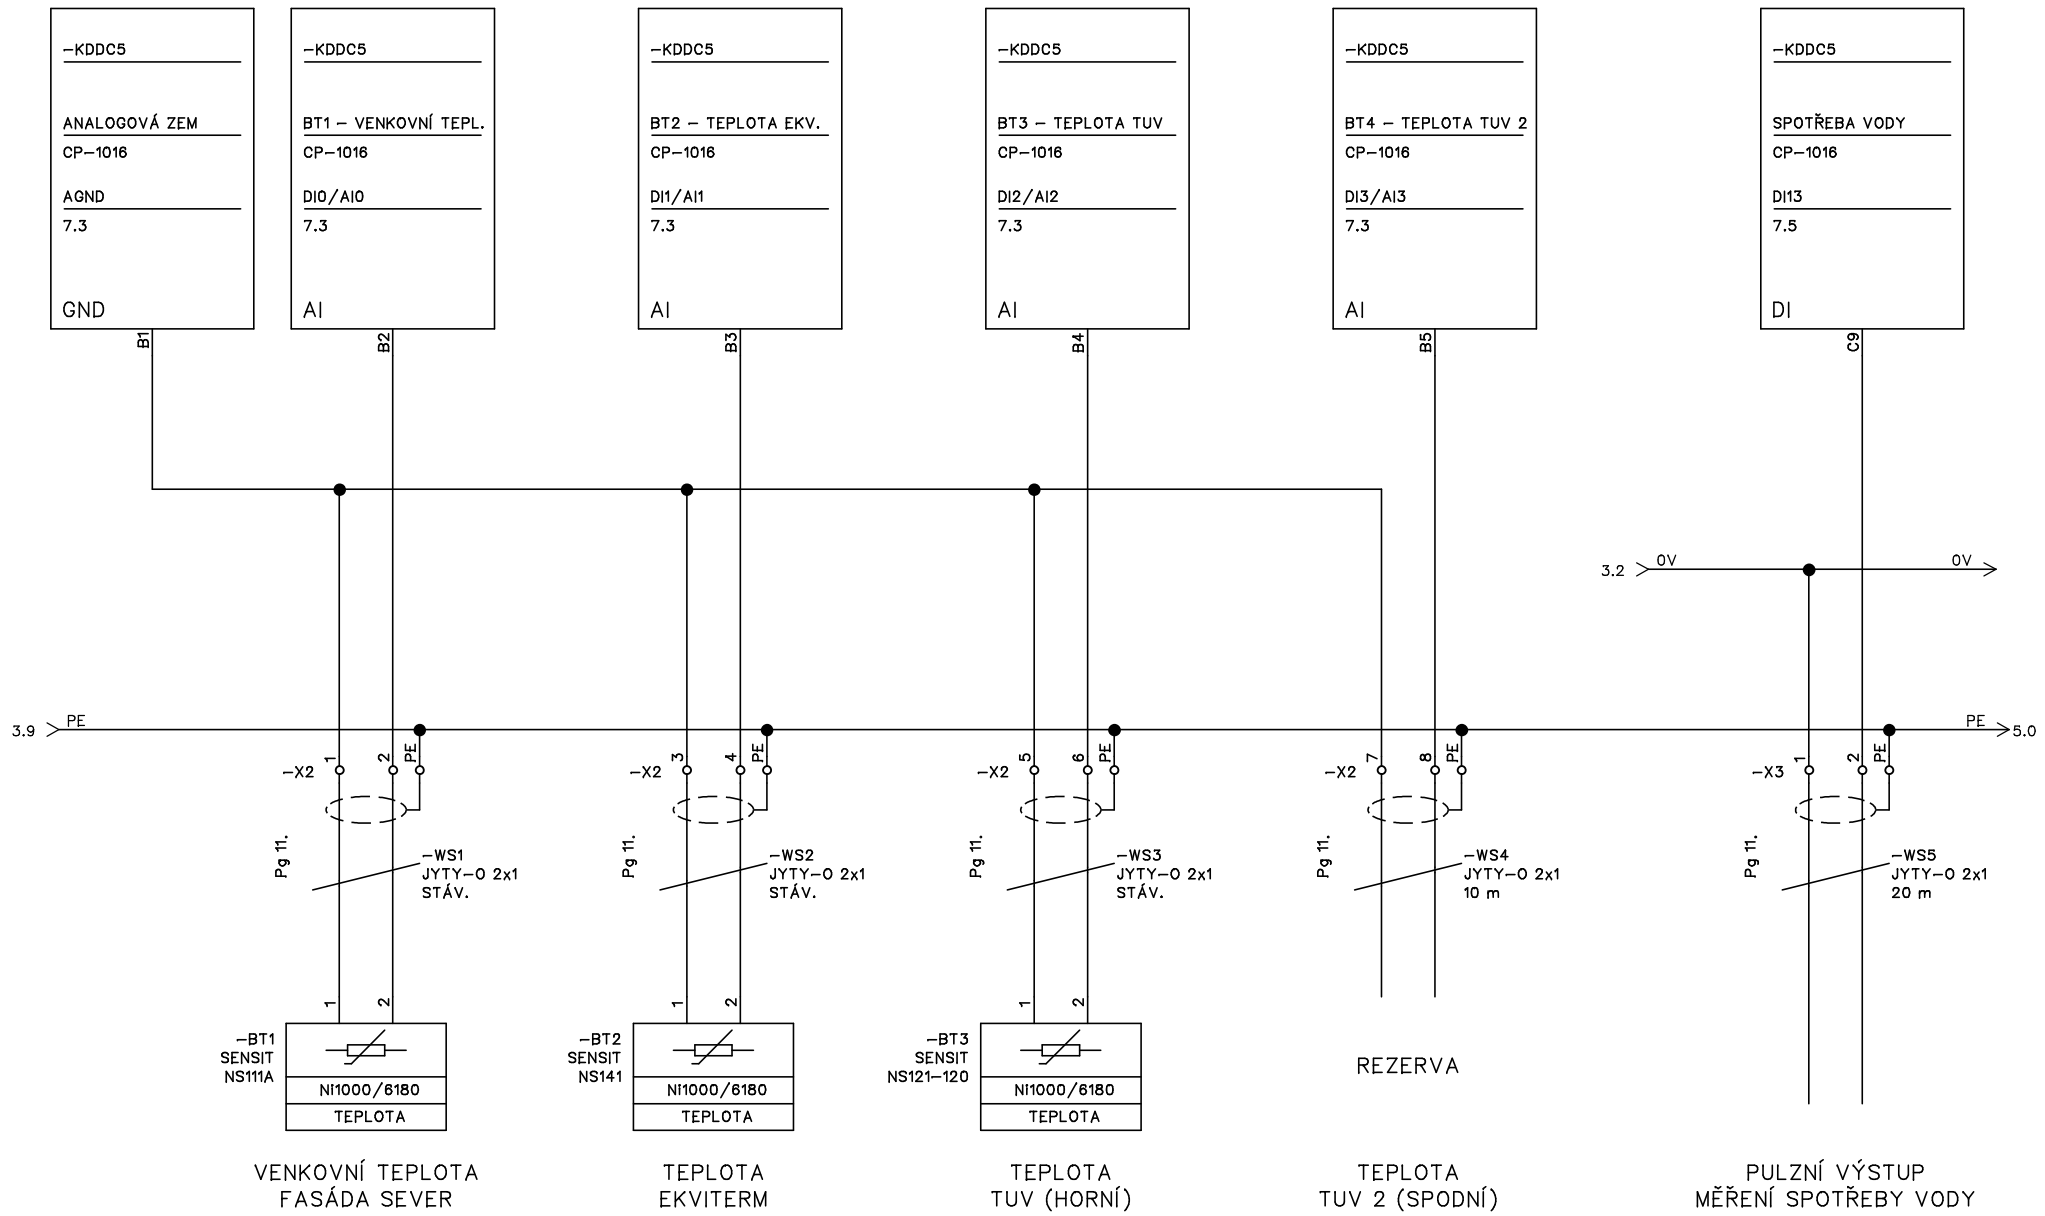 -KDDC5
ANALOGOVÁ ZEM
CP-1016
AGND
7.3
GND
B1
-KDDC5
BT1 - VENKOVNÍ TEPL.
CP-1016
DI0/AI0
7.3
AI
B2
-KDDC5
BT2 - TEPLOTA EKV.
CP-1016
DI1/AI1
7.3
AI
B3
-KDDC5
BT3 - TEPLOTA TUV
CP-1016
DI2/AI2
7.3
AI
B4
-KDDC5
BT4 - TEPLOTA TUV 2
CP-1016
DI3/AI3
7.3
AI
B5
-KDDC5
SPOTŘEBA VODY
CP-1016
DI13
7.5
DI
C9
3.2
0V
0V
3.9
PE
PE
5.0
-X2
1
2
PE
-X2
3
4
PE
-X2
5
6
PE
-X2
7
8
PE
-X3
1
2
PE
Pg 11.
-WS1
JYTY-O 2x1
STÁV.
Pg 11.
-WS2
JYTY-O 2x1
STÁV.
Pg 11.
-WS3
JYTY-O 2x1
STÁV.
Pg 11.
-WS4
JYTY-O 2x1
10 m
Pg 11.
-WS5
JYTY-O 2x1
20 m
1
2
-BT1
SENSIT
NS111A
Ni1000/6180
TEPLOTA
1
2
-BT2
SENSIT
NS141
Ni1000/6180
TEPLOTA
1
2
-BT3
SENSIT
NS121-120
Ni1000/6180
TEPLOTA
REZERVA
VENKOVNÍ TEPLOTA
FASÁDA SEVER
TEPLOTA
EKVITERM
TEPLOTA
TUV (HORNÍ)
TEPLOTA
TUV 2 (SPODNÍ)
PULZNÍ VÝSTUP
MĚŘENÍ SPOTŘEBY VODY